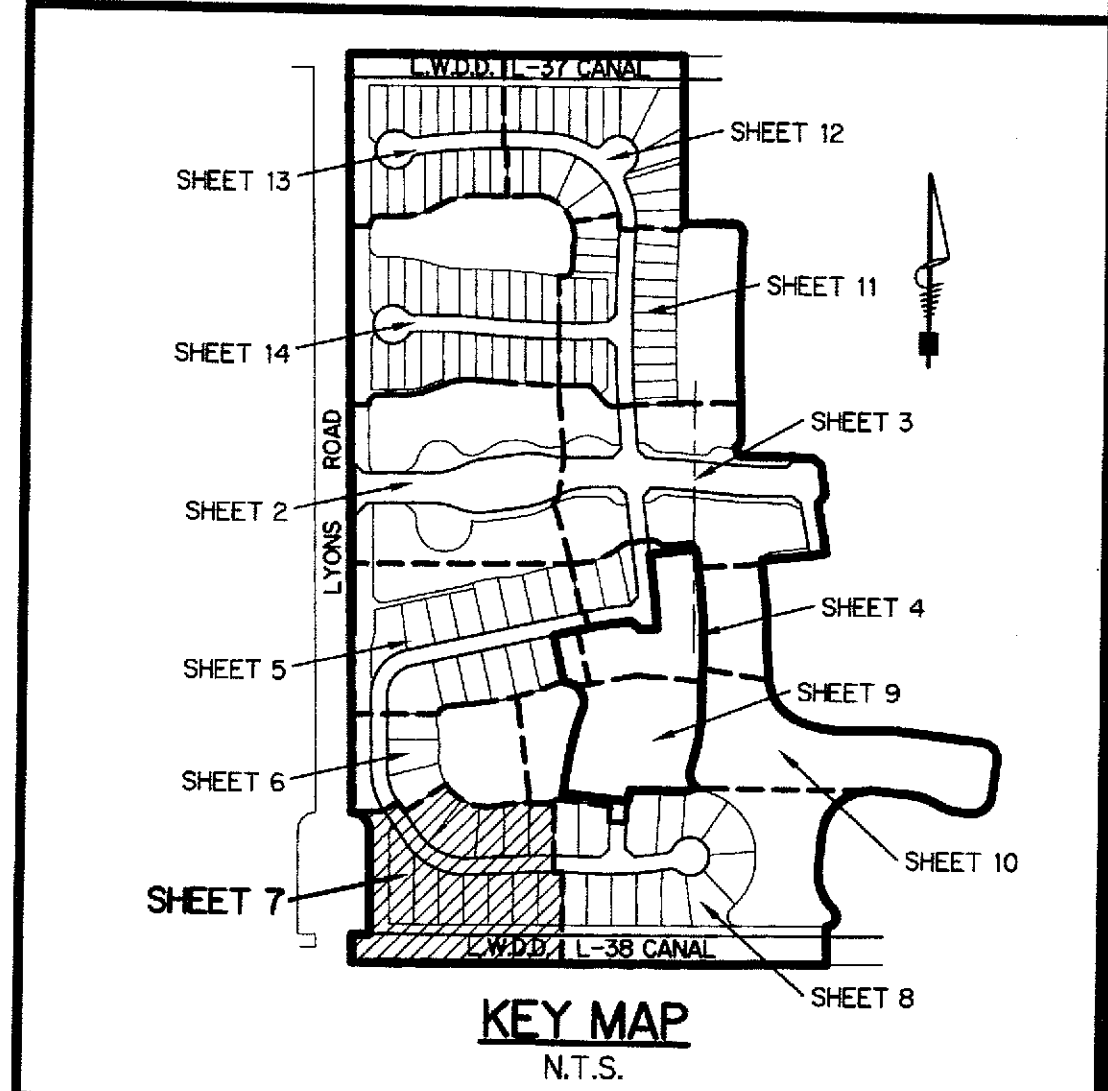 L.W.D.D. L-37 CANAL
SHEET 12
SHEET 13
SHEET 11
SHEET 14
SHEET 3
LYONS ROAD
SHEET 2
SHEET 4
SHEET 5
SHEET 9
SHEET 6
SHEET 10
SHEET 7
L.W.D.D. L-38 CANAL
SHEET 8
KEY MAP
N.T.S.